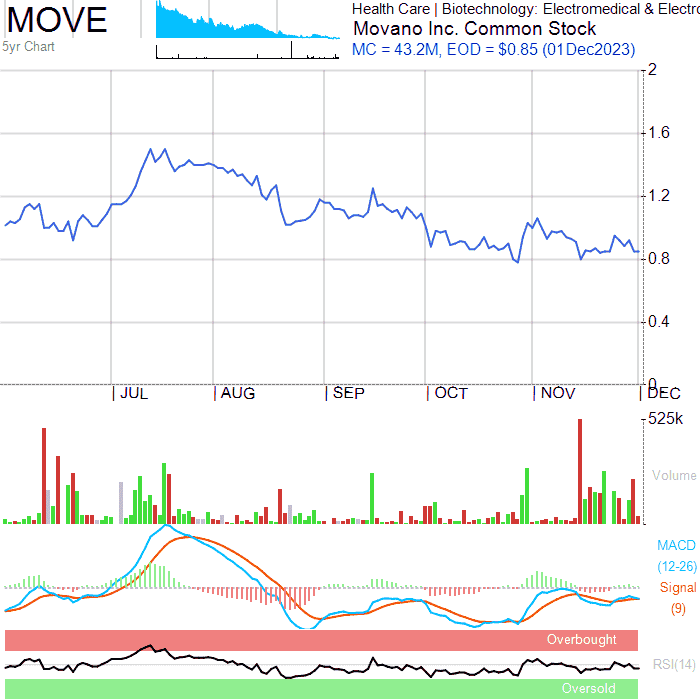 MOVE
5yr Chart
Health Care | Biotechnology: Electromedical & Electro
Movano Inc. Common Stock
MC = 43.2M, EOD = $0.85 (01Dec2023)
2
1.6
1.2
0.8
0.4
0
JUL AUG SEP OCT NOV DEC
525k
Volume
MACD
(12-26)
Signal
(9)
Overbought
RSI(14)
Oversold